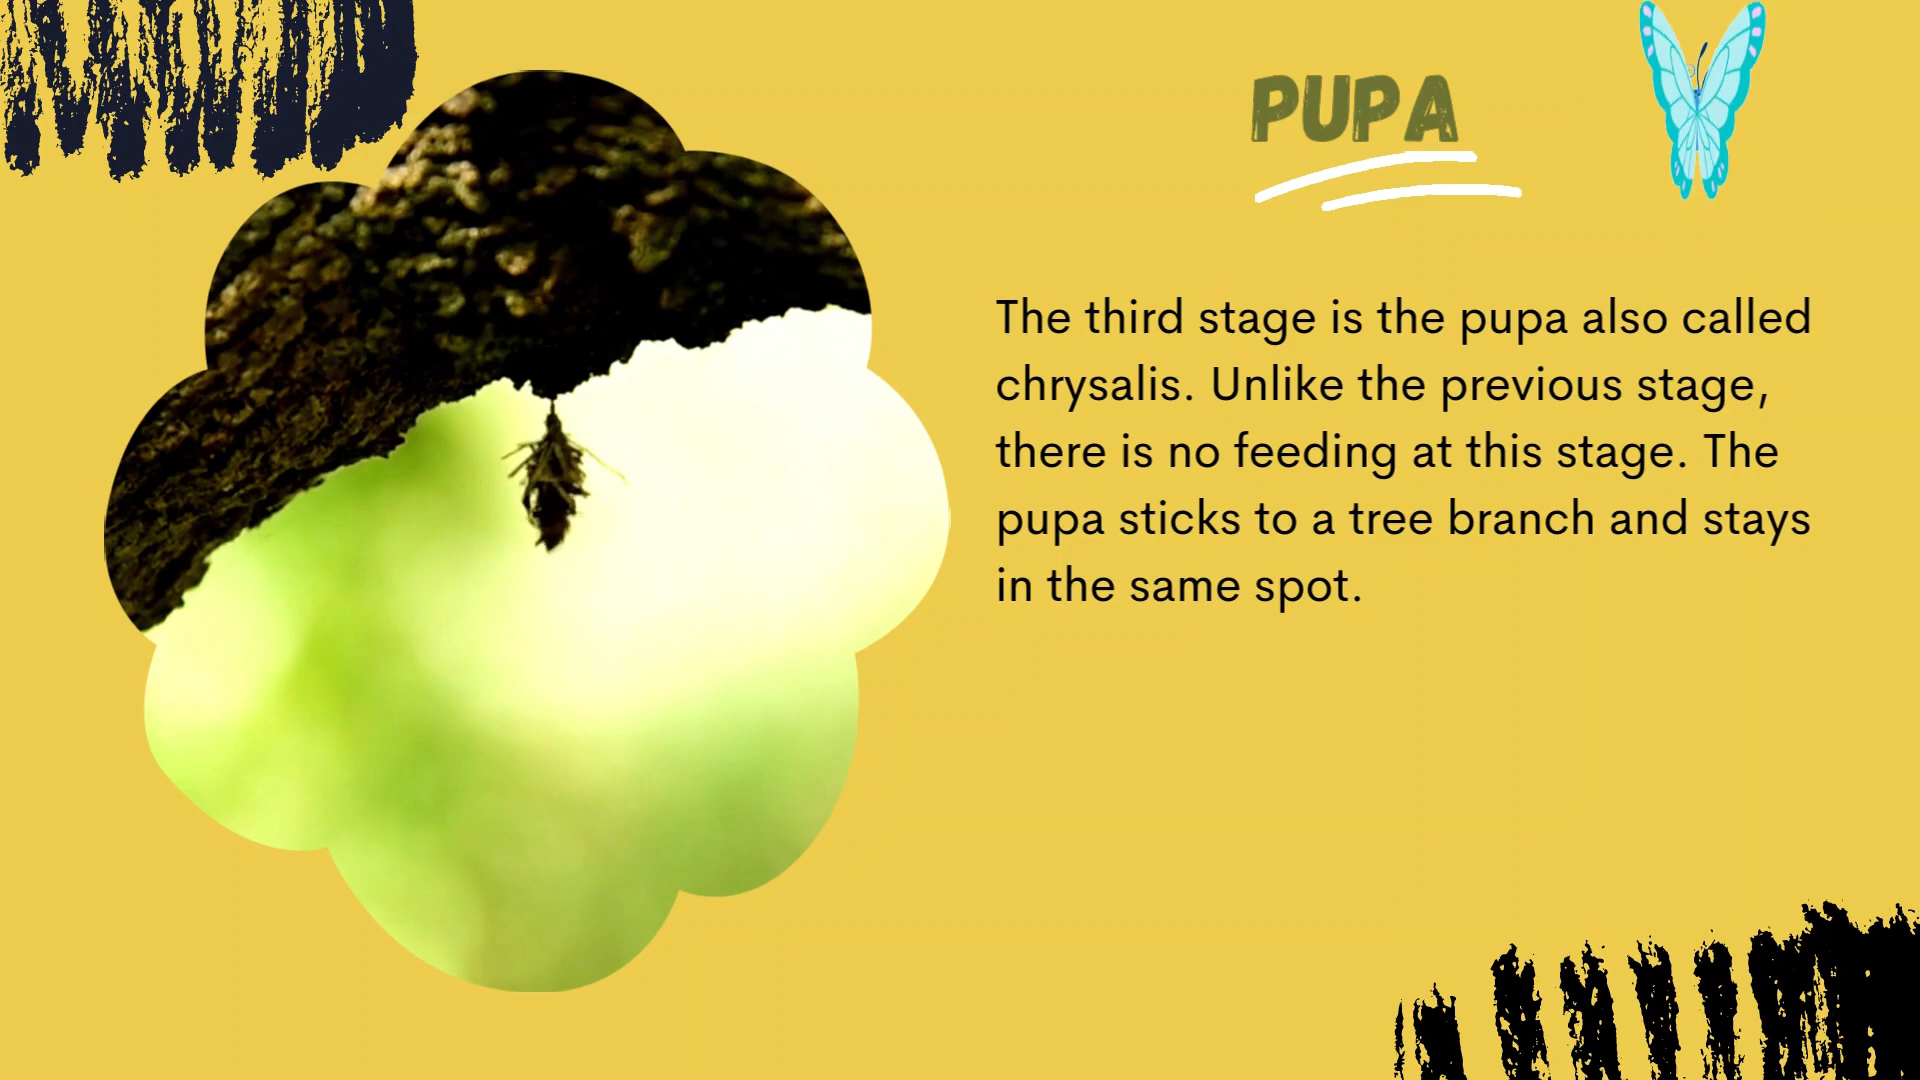 PUPA
The third stage is the pupa also called
chrysalis. Unlike the previous stage,
there is no feeding at this stage. The
pupa sticks to a tree branch and stays
in the same spot.